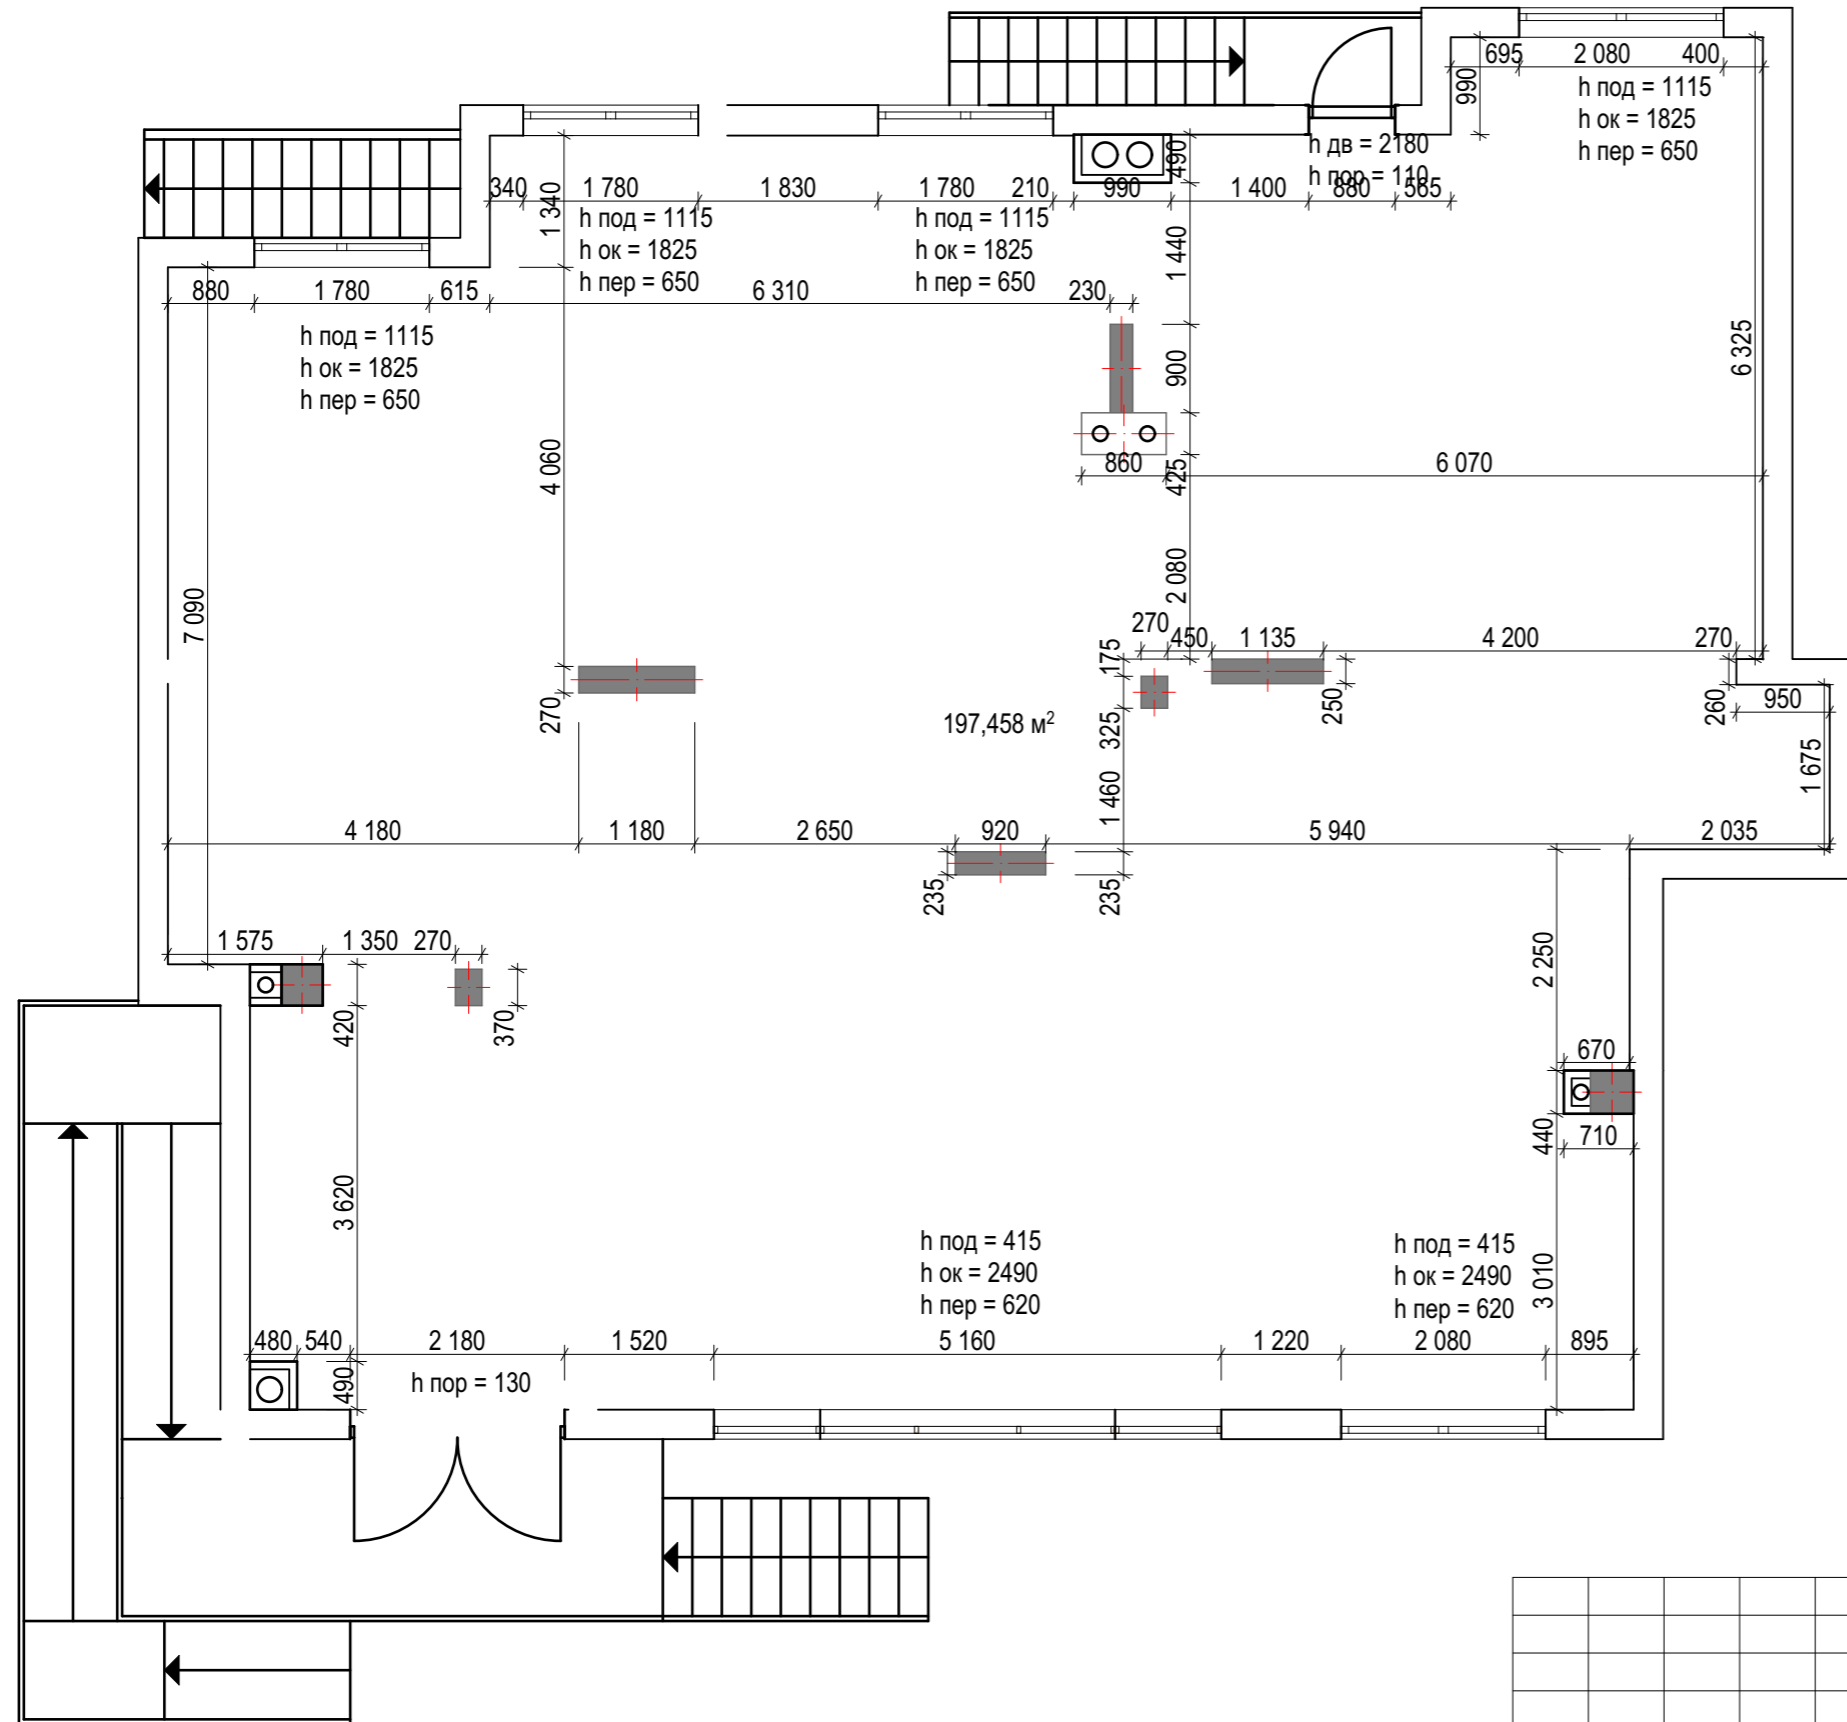 695 2 080 400
990
h под = 1115
h ок = 1825
h пер = 650
h дв = 2180
h пор = 110
490
340 1 780 1 830 1 780 210 990 1 400 880 565
1 340
h под = 1115
h ок = 1825
h пер = 650
h под = 1115
h ок = 1825
h пер = 650
1 440
880 1 780 615 6 310 230
h под = 1115
h ок = 1825
h пер = 650
900
6 325
4 060
860 425 6 070
7 090
2 080
270 450 1 135 4 200 270
175
270
325
250
260
950
197,458 м²
1 460
1 675
4 180 1 180 2 650 920 5 940 2 035
235
235
1 575 1 350 270
2 250
420
370
670
440
710
3 620
h под = 415
h ок = 2490
h пер = 620
h под = 415
h ок = 2490
h пер = 620
3 010
480 540 2 180 1 520 5 160 1 220 2 080 895
490
h пор = 130